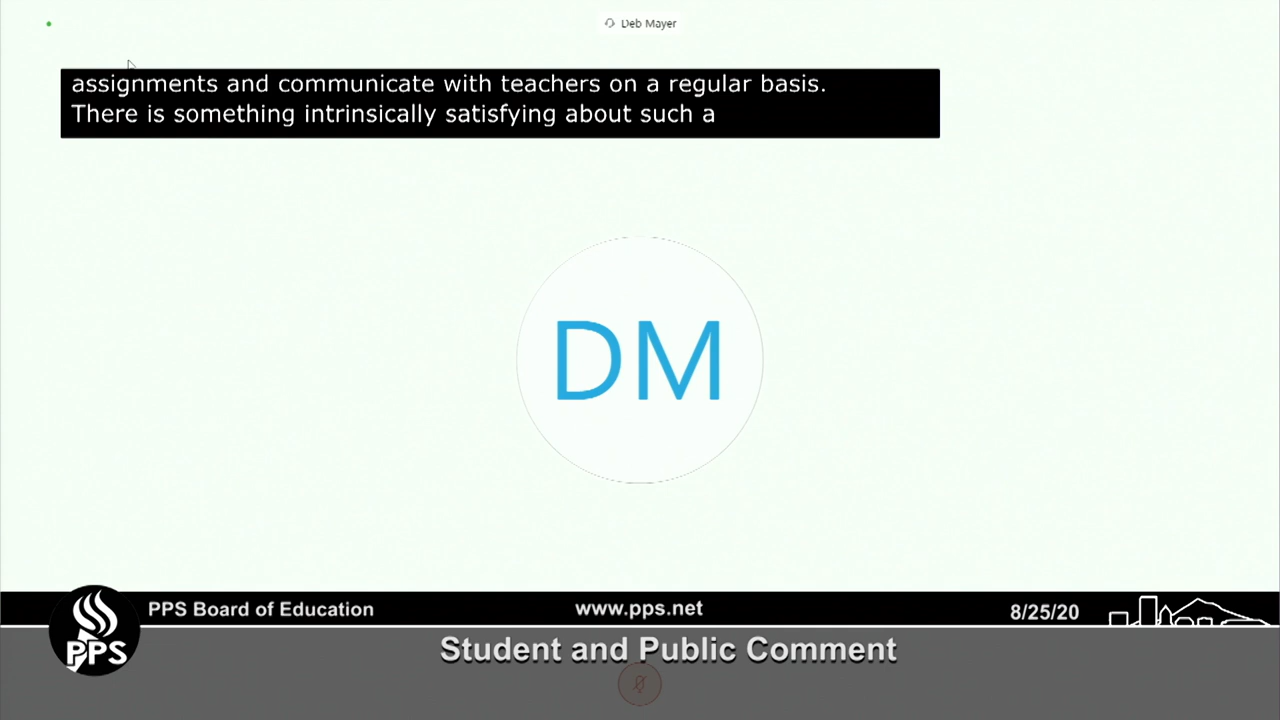 Deb Mayer
assignments and communicate with teachers on a regular basis.
There is something intrinsically satisfying about such a
DM
PPS Board of Education
www.pps.net
8/25/20
PPS
Student and Public Comment